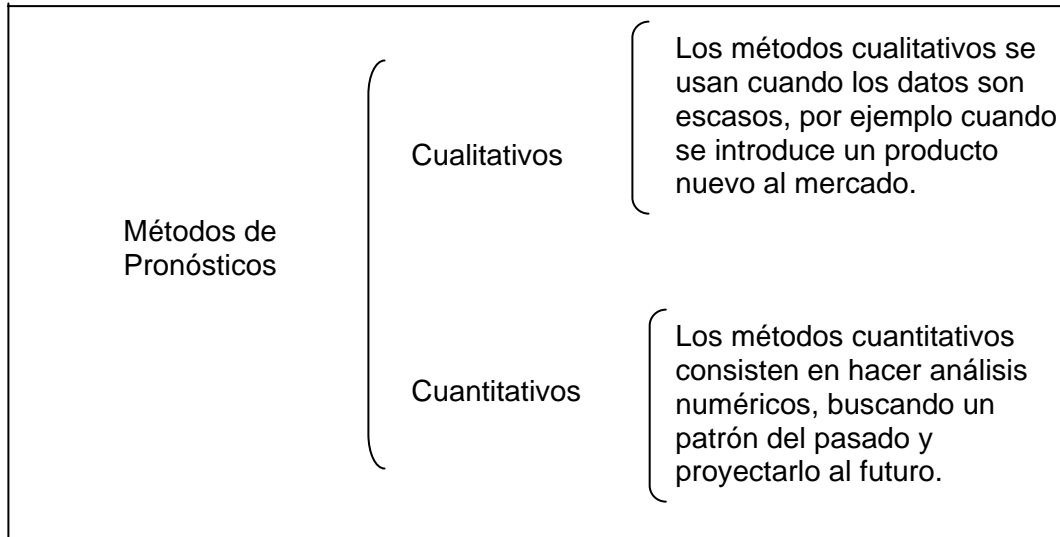 Métodos de
Pronósticos
Cualitativos
Los métodos cualitativos se
usan cuando los datos son
escasos, por ejemplo cuando
se introduce un producto
nuevo al mercado.
Cuantitativos
Los métodos cuantitativos
consisten en hacer análisis
numéricos, buscando un
patrón del pasado y
proyectarlo al futuro.